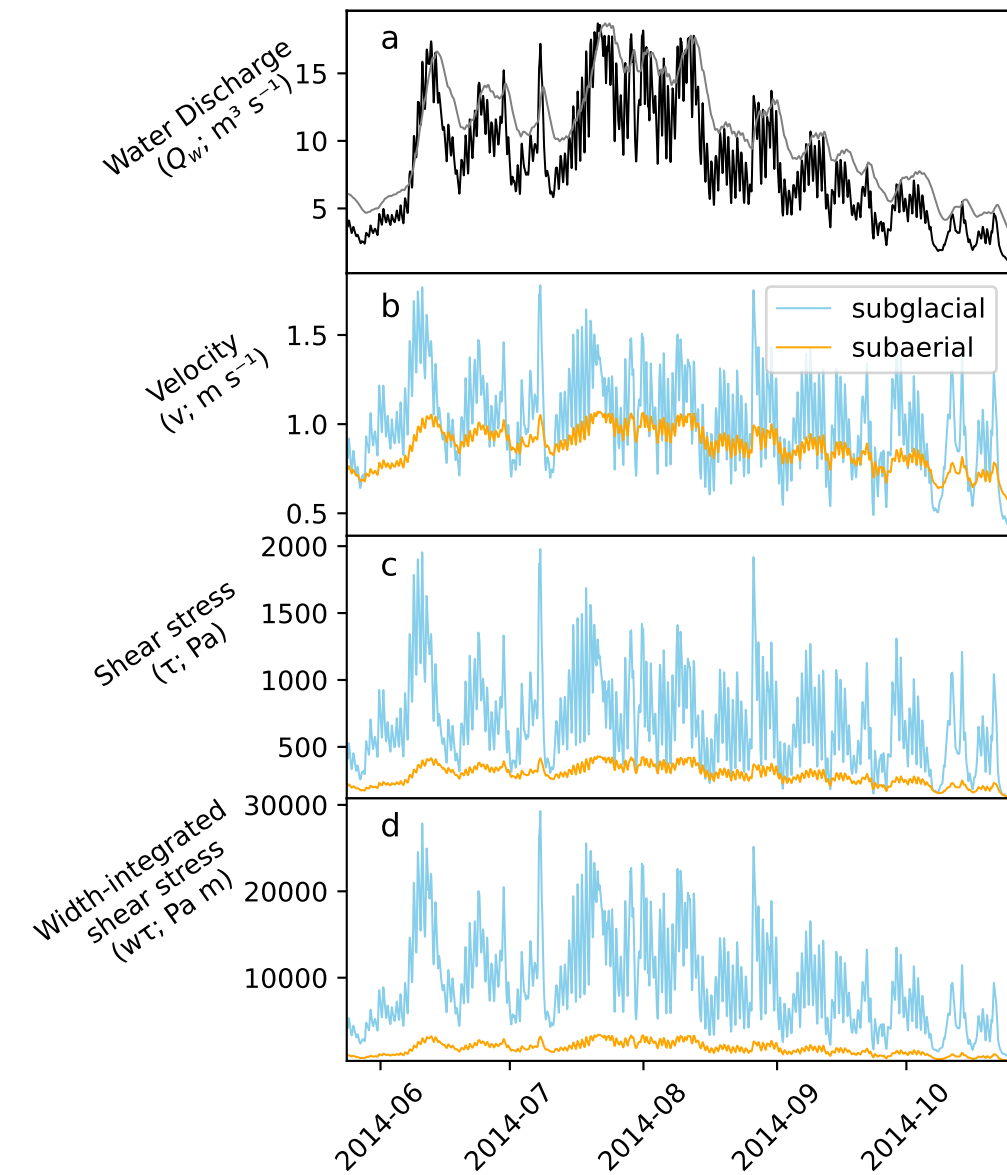 a
Water Discharge
(Q_w; m³ s⁻¹)
15
10
5
b
subglacial
subaerial
Velocity
(v; m s⁻¹)
1.5
1.0
0.5
c
Shear stress
(τ; Pa)
2000
1500
1000
500
d
Width-integrated
shear stress
(wτ; Pa m)
30000
20000
10000
2014-06
2014-07
2014-08
2014-09
2014-10